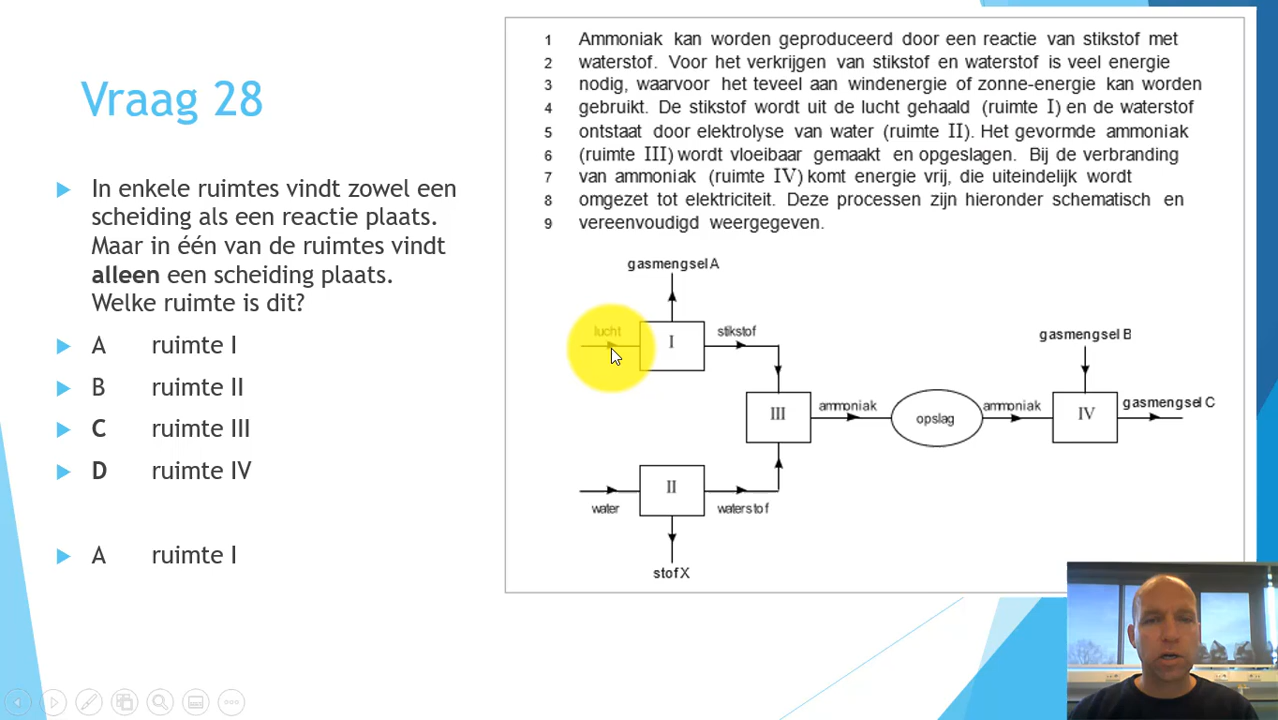 Vraag 28
In enkele ruimtes vindt zowel een
scheiding als een reactie plaats.
Maar in één van de ruimtes vindt
alleen een scheiding plaats.
Welke ruimte is dit?
A ruimte I
B ruimte II
C ruimte III
D ruimte IV
A ruimte I
1 Ammoniak kan worden geproduceerd door een reactie van stikstof met
2 waterstof. Voor het verkrijgen van stikstof en waterstof is veel energie
3 nodig, waarvoor het teveel aan windenergie of zonne-energie kan worden
4 gebruikt. De stikstof wordt uit de lucht gehaald (ruimte I) en de waterstof
5 ontstaat door elektrolyse van water (ruimte II). Het gevormde ammoniak
6 (ruimte III) wordt vloeibaar gemaakt en opgeslagen. Bij de verbranding
7 van ammoniak (ruimte IV) komt energie vrij, die uiteindelijk wordt
8 omgezet tot elektriciteit. Deze processen zijn hieronder schematisch en
9 vereenvoudigd weergegeven.
gasmengsel A
lucht
I
stikstof
gasmengsel B
III
ammoniak
opslag
ammoniak
IV
gasmengsel C
water
II
waterstof
stof X